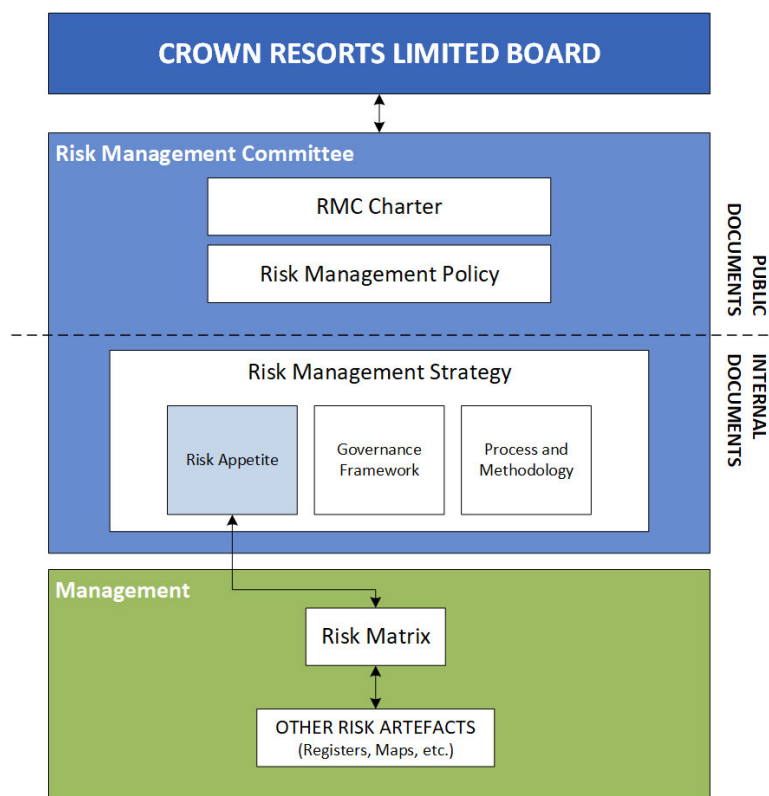 CROWN RESORTS LIMITED BOARD
Risk Management Committee
RMC Charter
Risk Management Policy
PUBLIC
DOCUMENTS
Risk Management Strategy
Risk Appetite
Governance
Framework
Process and
Methodology
INTERNAL
DOCUMENTS
Management
Risk Matrix
OTHER RISK ARTEFACTS
(Registers, Maps, etc.)